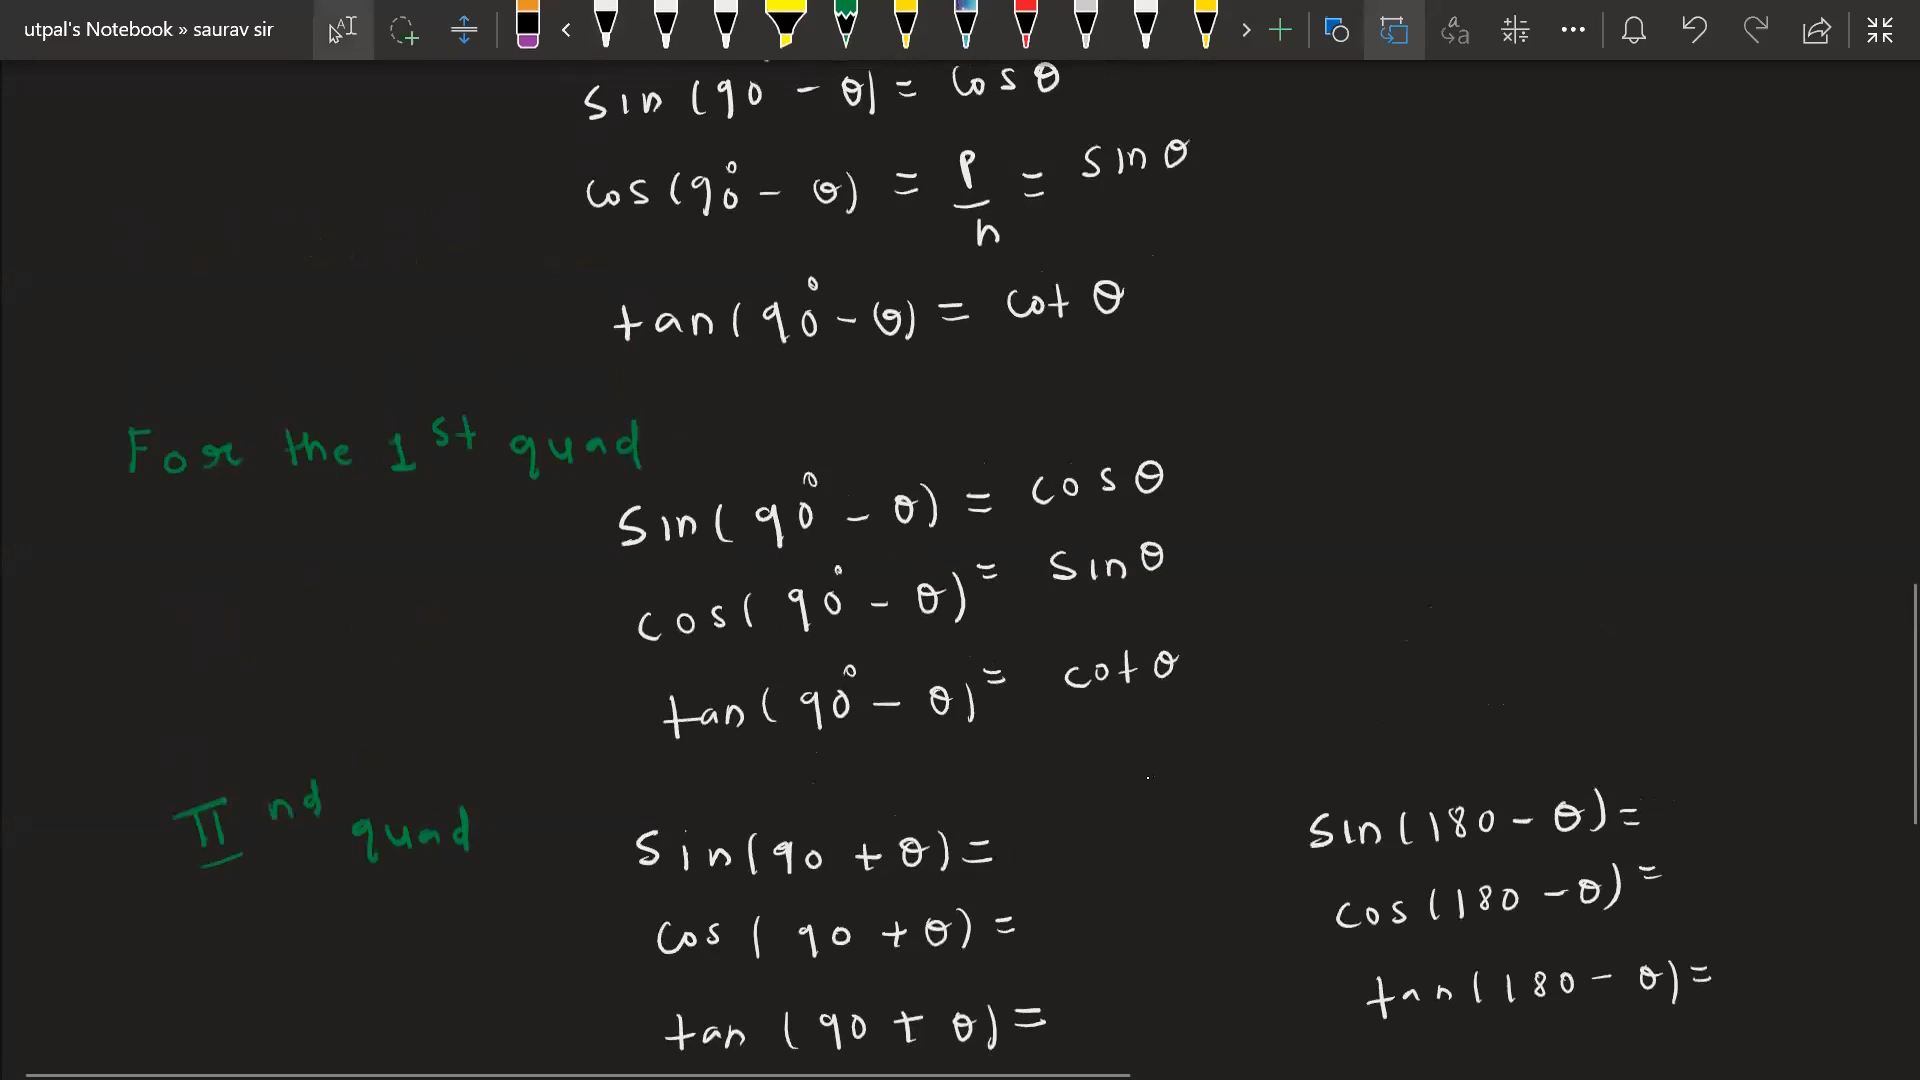 utpal's Notebook » saurav sir
sin (90 - θ) = cos θ
cos (90° - θ) = p/h = sin θ
tan (90° - θ) = cot θ
For the 1st quad
sin (90° - θ) = cos θ
cos (90° - θ) = sin θ
tan (90° - θ) = cot θ
II nd quad
sin (90 + θ) =
cos (90 + θ) =
tan (90 + θ) =
sin (180 - θ) =
cos (180 - θ) =
tan (180 - θ) =